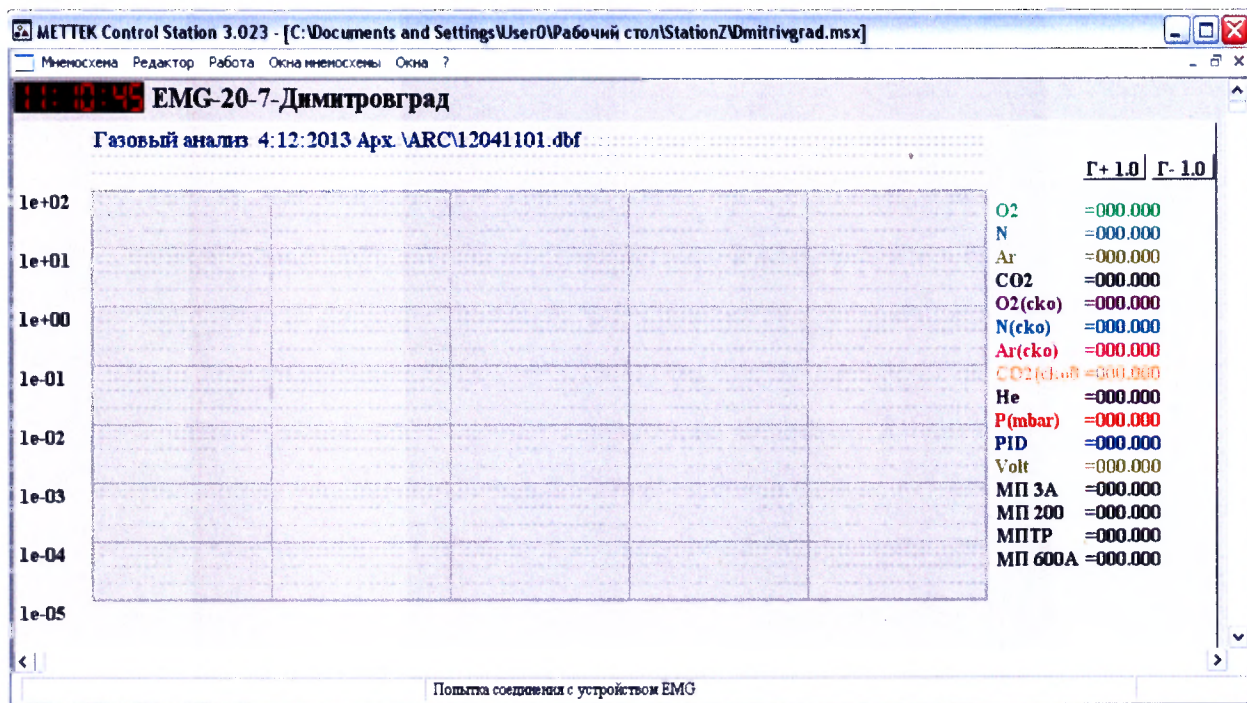 METTEK Control Station 3.023 - [C:\Documents and Settings\User0\Рабочий стол\StationZ\Dmitrivgrad.msx]
Мнемосхема Редактор Работа Окна мнемосхемы Окна ?
11:10:45 EMG-20-7-Димитровград
Газовый анализ 4:12:2013 Арх. \ARC\12041101.dbf
Г+ 1.0 Г- 1.0
1e+02
1e+01
1e+00
1e-01
1e-02
1e-03
1e-04
1e-05
O2 =000.000
N =000.000
Ar =000.000
CO2 =000.000
O2(cko) =000.000
N(cko) =000.000
Ar(cko) =000.000
=000.000
He =000.000
P(mbar) =000.000
PID =000.000
Volt =000.000
МП 3А =000.000
МП 200 =000.000
МПТР =000.000
МП 600А =000.000
Попытка соединения с устройством EMG